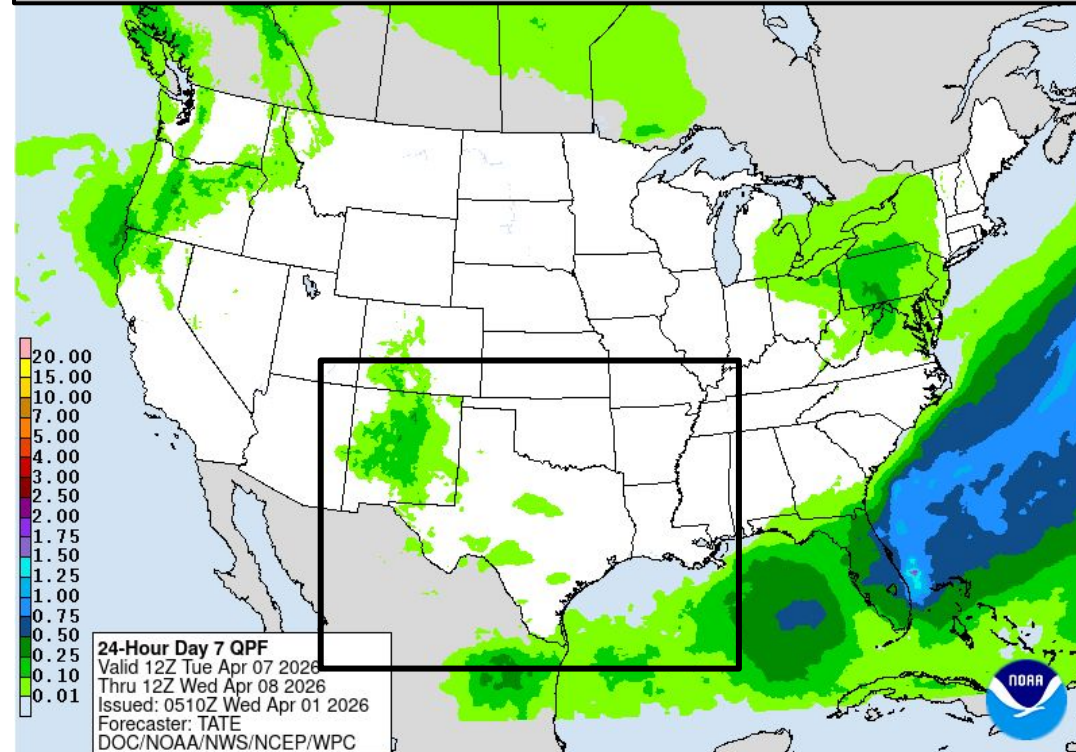 20.00
15.00
10.00
7.00
5.00
4.00
3.00
2.50
2.00
1.75
1.50
1.25
1.00
0.75
0.50
0.25
0.10
0.01
24-Hour Day 7 QPF
Valid 12Z Tue Apr 07 2026
Thru 12Z Wed Apr 08 2026
Issued: 0510Z Wed Apr 01 2026
Forecaster: TATE
DOC/NOAA/NWS/NCEP/WPC
NOAA